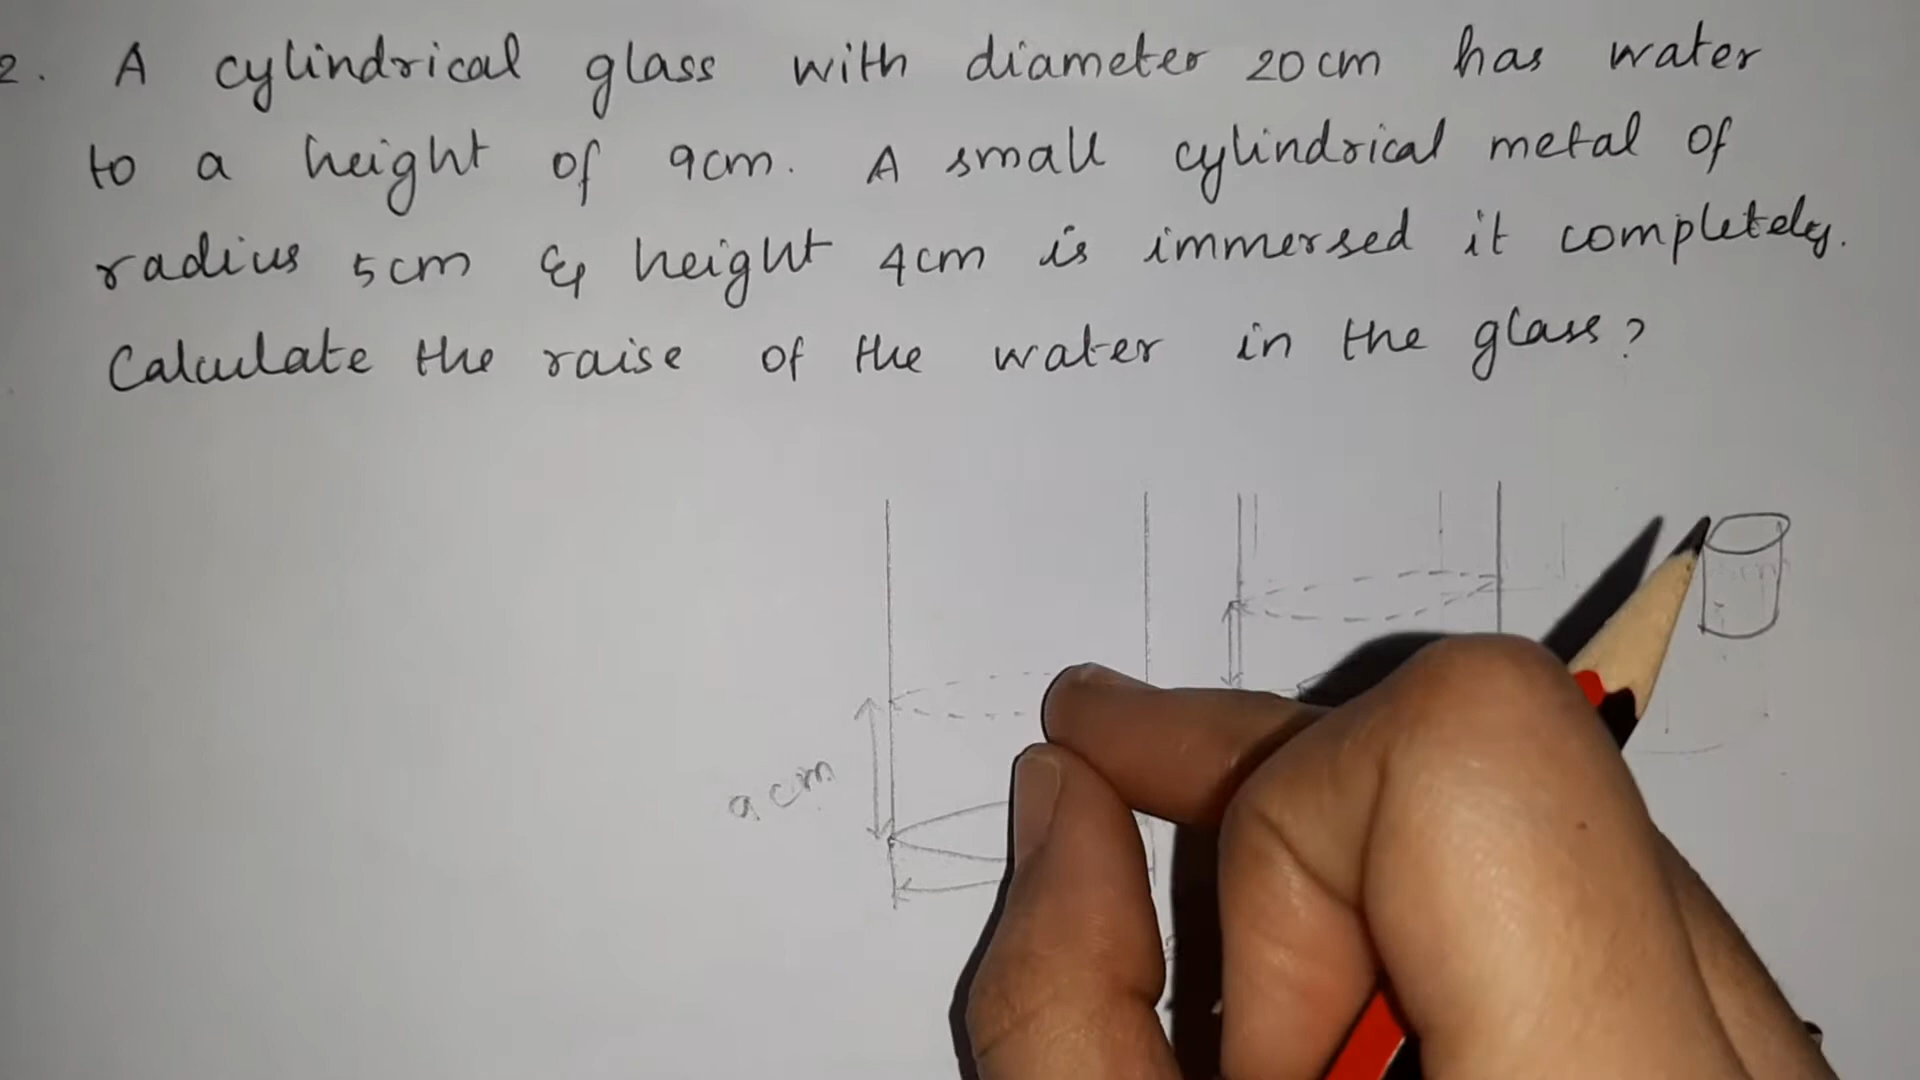 2. A cylindrical glass with diameter 20cm has water
to a height of 9cm. A small cylindrical metal of
radius 5cm & height 4cm is immersed it completely.
Calculate the raise of the water in the glass?
9cm